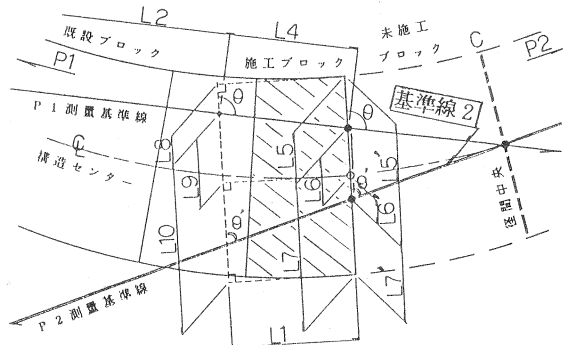 L2
L4
既設ブロック
施工ブロック
未施工
ブロック
C
P2
P1
θ
θ
基準線2
P1測量基準線
℄
構造センター
L8
L9
L10
L5
L6
L7
L5'
L6'
L7'
θ'
θ'
径間中央
P2測量基準線
L1